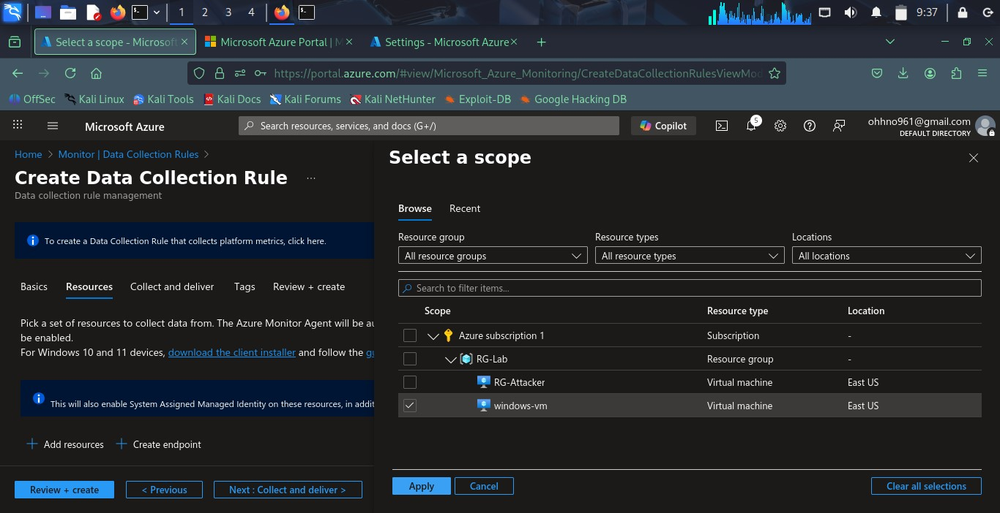 1 2 3 4 9:37
Select a scope - Microsof
Microsoft Azure Portal | M
Settings - Microsoft Azure
https://portal.azure.com/#view/Microsoft_Azure_Monitoring/CreateDataCollectionRulesViewMod
OffSec Kali Linux Kali Tools Kali Docs Kali Forums Kali NetHunter Exploit-DB Google Hacking DB
Microsoft Azure
Search resources, services, and docs (G+/)
Copilot
5
ohhno961@gmail.com
DEFAULT DIRECTORY
Home > Monitor | Data Collection Rules >
Create Data Collection Rule ...
Data collection rule management
To create a Data Collection Rule that collects platform metrics, click here.
Basics Resources Collect and deliver Tags Review + create
Pick a set of resources to collect data from. The Azure Monitor Agent will be au
be enabled.
For Windows 10 and 11 devices, download the client installer and follow the gu
This will also enable System Assigned Managed Identity on these resources, in addit
+ Add resources + Create endpoint
Review + create < Previous Next : Collect and deliver >
Select a scope
Browse Recent
Resource group Resource types Locations
All resource groups All resource types All locations
Search to filter items...
Scope Resource type Location
Azure subscription 1 Subscription -
RG-Lab Resource group -
RG-Attacker Virtual machine East US
windows-vm Virtual machine East US
Apply Cancel Clear all selections